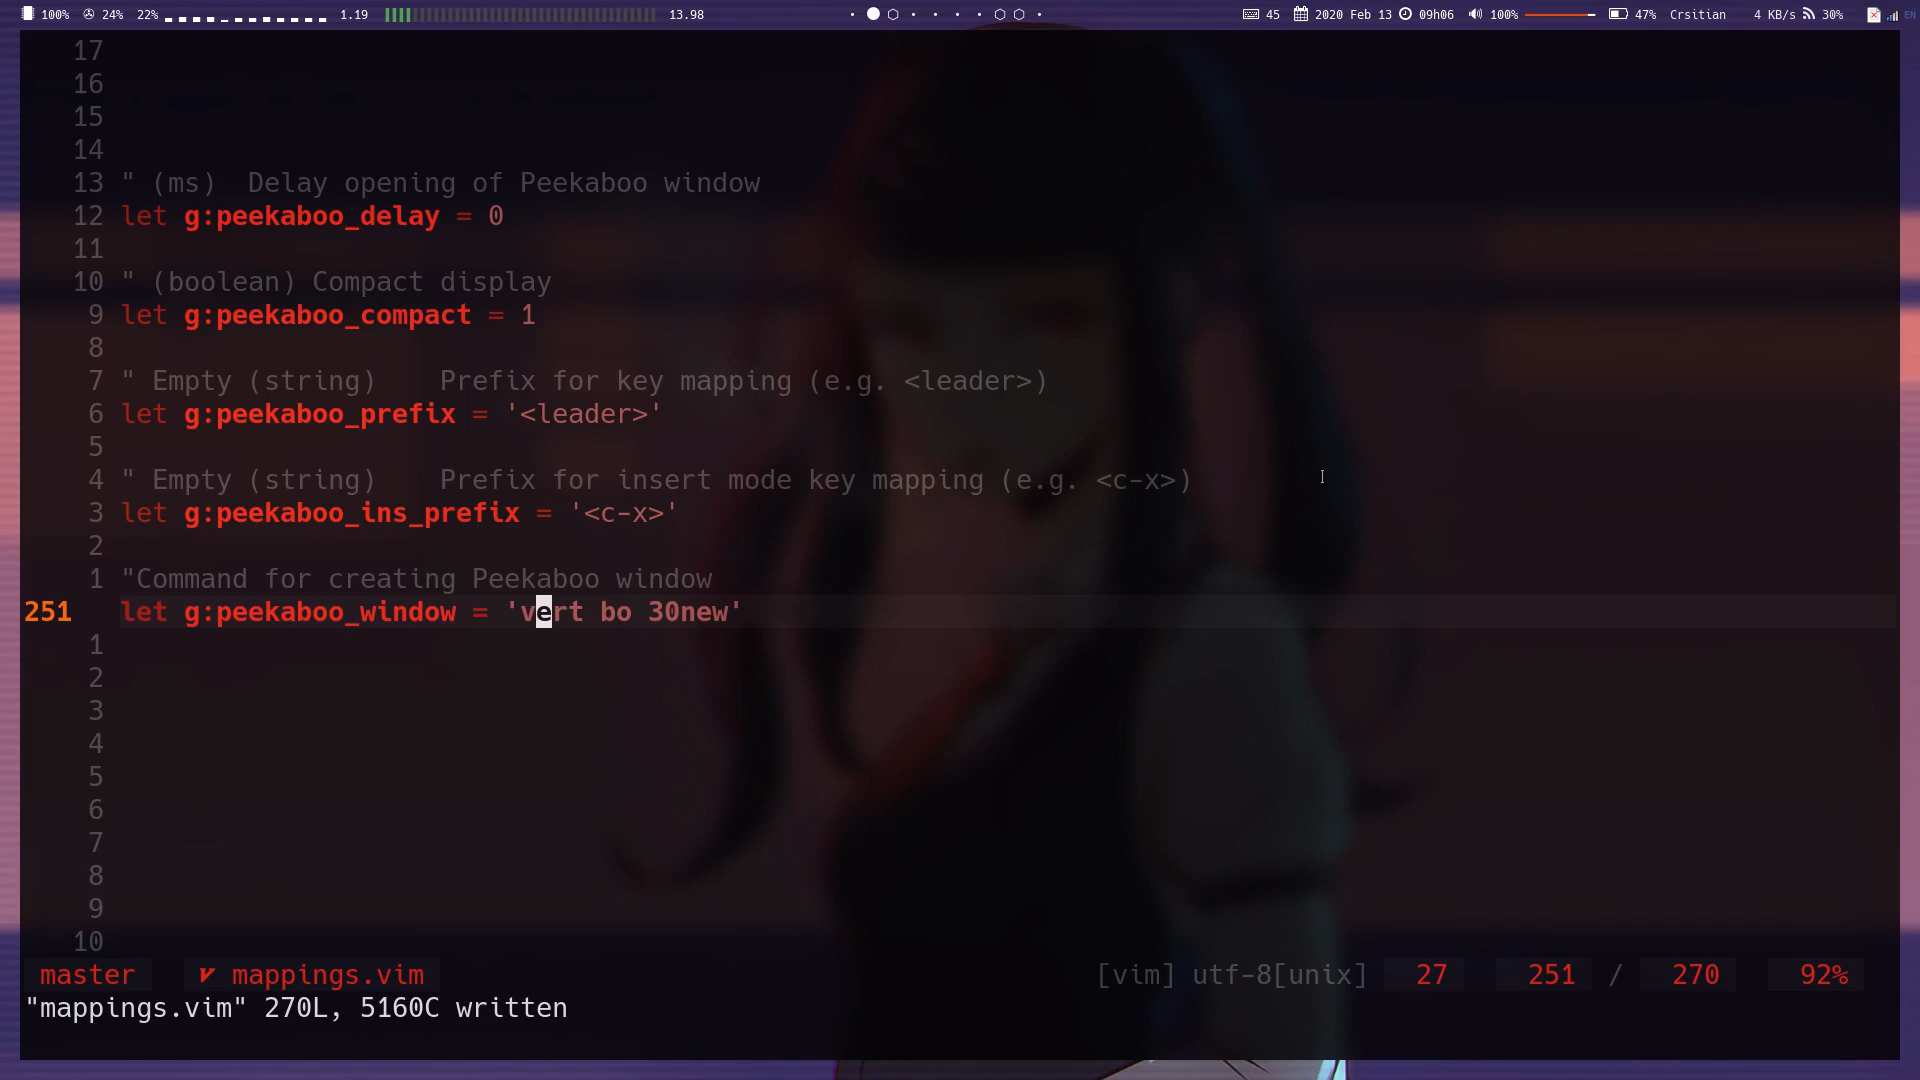 100% 24% 22% 1.19 13.98 45 2020 Feb 13 09h06 100% 47% Crsitian 4 KB/s 30% EN
17
16
15
14
13 " (ms)  Delay opening of Peekaboo window
12 let g:peekaboo_delay = 0
11
10 " (boolean) Compact display
9 let g:peekaboo_compact = 1
8
7 " Empty (string)    Prefix for key mapping (e.g. <leader>)
6 let g:peekaboo_prefix = '<leader>'
5
4 " Empty (string)    Prefix for insert mode key mapping (e.g. <c-x>)
3 let g:peekaboo_ins_prefix = '<c-x>'
2
1 "Command for creating Peekaboo window
251 let g:peekaboo_window = 'vert bo 30new'
1
2
3
4
5
6
7
8
9
10
master mappings.vim [vim] utf-8[unix] 27 251 / 270 92%
"mappings.vim" 270L, 5160C written